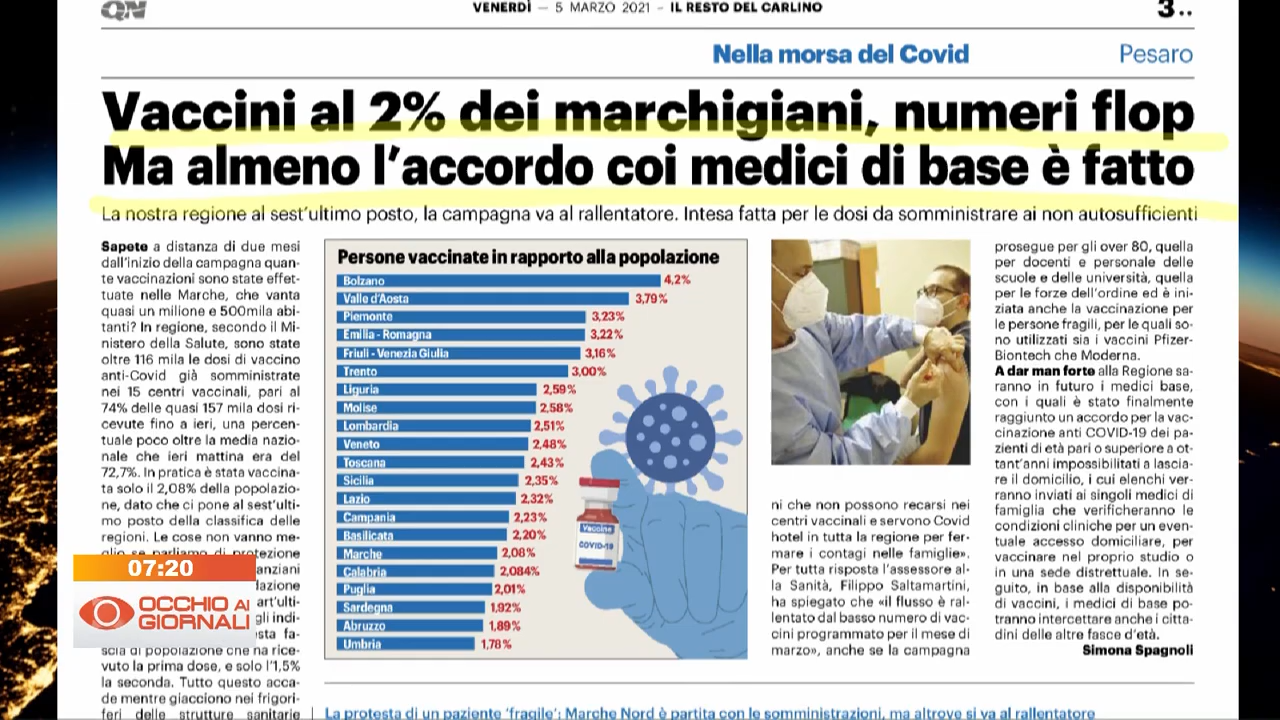 QN
VENERDÌ — 5 MARZO 2021 – IL RESTO DEL CARLINO
3..
Nella morsa del Covid
Pesaro
Vaccini al 2% dei marchigiani, numeri flop
Ma almeno l'accordo coi medici di base è fatto
La nostra regione al sest'ultimo posto, la campagna va al rallentatore. Intesa fatta per le dosi da somministrare ai non autosufficienti
Sapete a distanza di due mesi
dall'inizio della campagna quan-
te vaccinazioni sono state effet-
tuate nelle Marche, che vanta
quasi un milione e 500mila abi-
tanti? In regione, secondo il Mi-
nistero della Salute, sono state
oltre 116 mila le dosi di vaccino
anti-Covid già somministrate
nei 15 centri vaccinali, pari al
74% delle quasi 157 mila dosi ri-
cevute fino a ieri, una percen-
tuale poco oltre la media nazio-
nale che ieri mattina era del
72,7%. In pratica è stata vaccina-
ta solo il 2,08% della popolazio-
ne, dato che ci pone al sest'ulti-
mo posto della classifica delle
regioni. Le cose non vanno me-
glio se parliamo di protezione
anziani
dazione
art'ulti-
gli indi-
sta fa-
scia di popolazione che ha rice-
vuto la prima dose, e solo l'1,5%
la seconda. Tutto questo acca-
de mentre giacciono nei frigori-
feri delle strutture sanitarie
Persone vaccinate in rapporto alla popolazione
Bolzano 4,2%
Valle d'Aosta 3,79%
Piemonte 3,23%
Emilia - Romagna 3,22%
Friuli - Venezia Giulia 3,16%
Trento 3,00%
Liguria 2,59%
Molise 2,58%
Lombardia 2,51%
Veneto 2,48%
Toscana 2,43%
Sicilia 2,35%
Lazio 2,32%
Campania 2,23%
Basilicata 2,20%
Marche 2,08%
Calabria 2,084%
Puglia 2,01%
Sardegna 1,92%
Abruzzo 1,89%
Umbria 1,78%
Vaccine
COVID-19
ni che non possono recarsi nei
centri vaccinali e servono Covid
hotel in tutta la regione per fer-
mare i contagi nelle famiglie».
Per tutta risposta l'assessore al-
la Sanità, Filippo Saltamartini,
ha spiegato che «il flusso è ral-
lentato dal basso numero di vac-
cini programmato per il mese di
marzo», anche se la campagna
prosegue per gli over 80, quella
per docenti e personale delle
scuole e delle università, quella
per le forze dell'ordine ed è ini-
ziata anche la vaccinazione per
le persone fragili, per le quali so-
no utilizzati sia i vaccini Pfizer-
Biontech che Moderna.
A dar man forte alla Regione sa-
ranno in futuro i medici base,
con i quali è stato finalmente
raggiunto un accordo per la vac-
cinazione anti COVID-19 dei pa-
zienti di età pari o superiore a ot-
tant'anni impossibilitati a lascia-
re il domicilio, i cui elenchi ver-
ranno inviati ai singoli medici di
famiglia che verificheranno le
condizioni cliniche per un even-
tuale accesso domiciliare, per
vaccinare nel proprio studio o
in una sede distrettuale. In se-
guito, in base alla disponibilità
di vaccini, i medici di base po-
tranno intercettare anche i citta-
dini delle altre fasce d'età.
Simona Spagnoli
La protesta di un paziente 'fragile': Marche Nord è partita con le somministrazioni, ma altrove si va al rallentatore
07:20
OCCHIO AI
GIORNALI